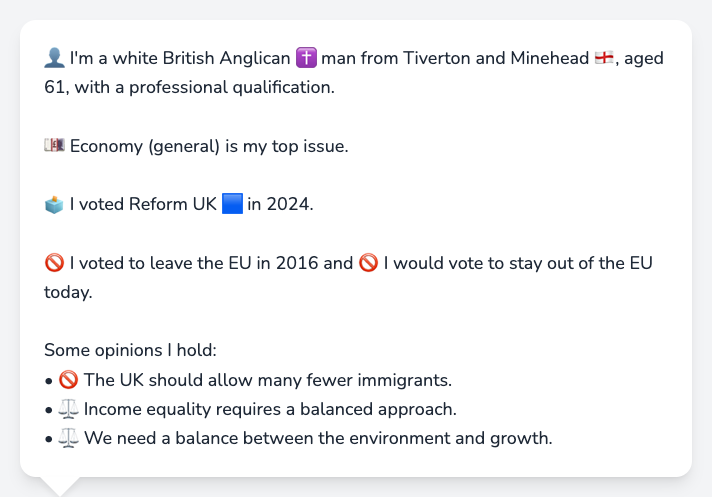 👤 I'm a white British Anglican ✝️ man from Tiverton and Minehead 🏴󠁧󠁢󠁥󠁮󠁧󠁿, aged
61, with a professional qualification.
💷 Economy (general) is my top issue.
🗳️ I voted Reform UK 🟦 in 2024.
🚫 I voted to leave the EU in 2016 and 🚫 I would vote to stay out of the EU
today.
Some opinions I hold:
• 🚫 The UK should allow many fewer immigrants.
• ⚖️ Income equality requires a balanced approach.
• ⚖️ We need a balance between the environment and growth.